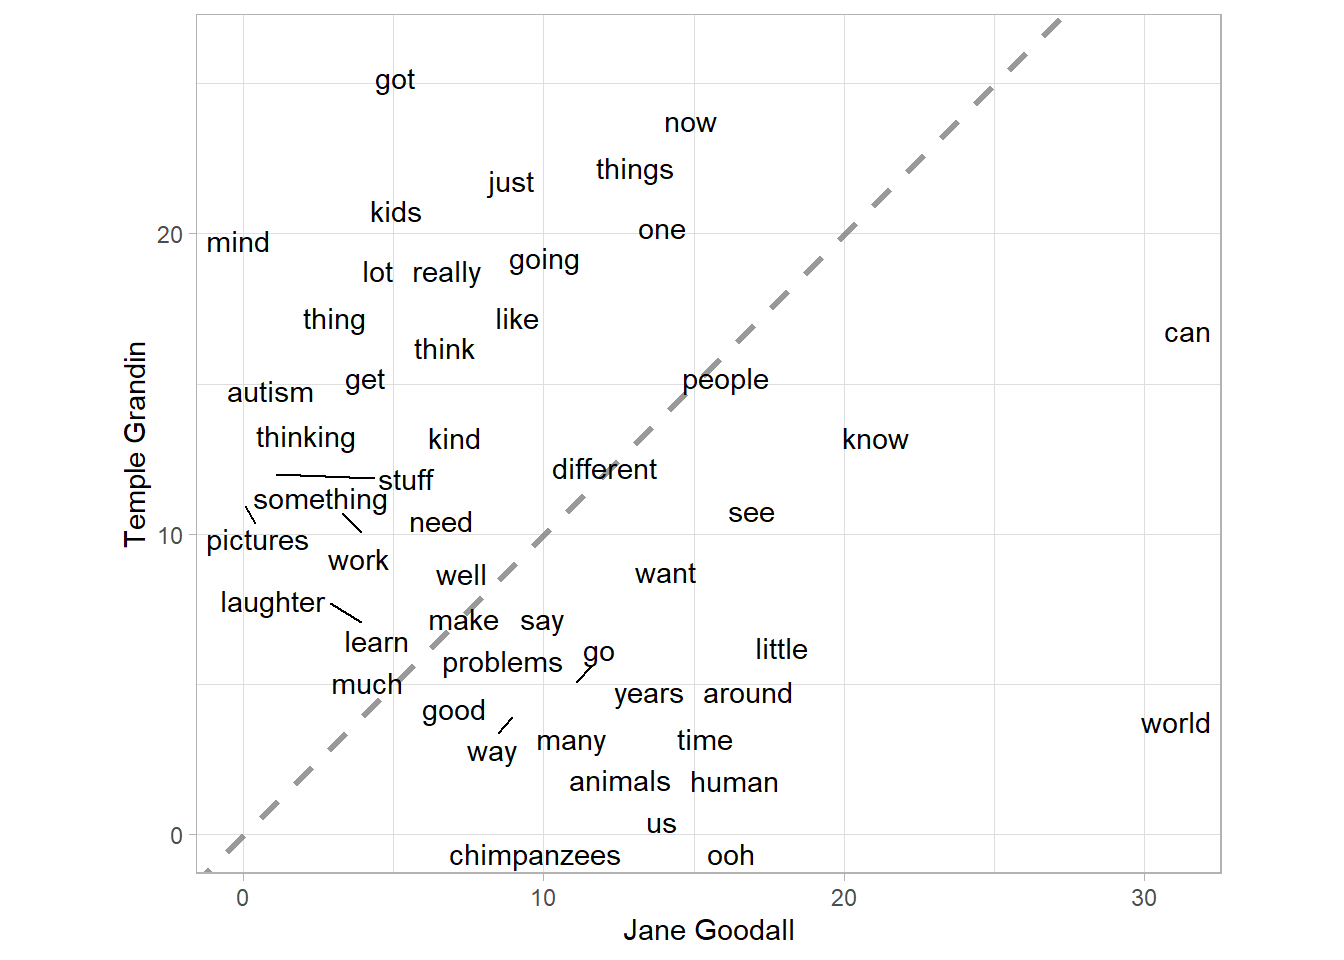 got
now
things
just
kids
one
mind
20
going
lot
really
thing
like
can
think
get
people
autism
thinking
kind
know
different
stuff
something
see
need
10
pictures
work
well
want
laughter
make
say
learn
little
go
problems
much
years
around
good
world
way
many
time
animals
human
us
0
chimpanzees
ooh
0
10
20
30
Jane Goodall
Temple Grandin